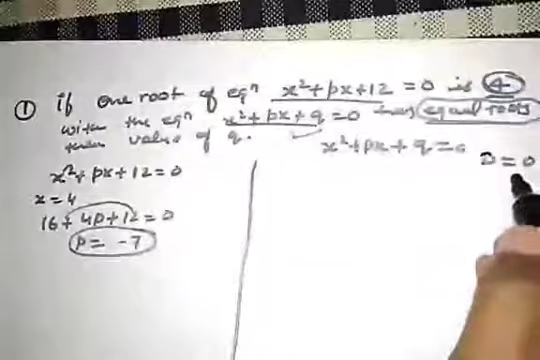 ① If one root of eqⁿ x²+px+12 = 0 is 4
with the eqⁿ x²+px+q = 0 has equal roots
then value of q.
x²+px+12=0
x=4
16+4p+12=0
p= -7
x²+px+q=0
D=0